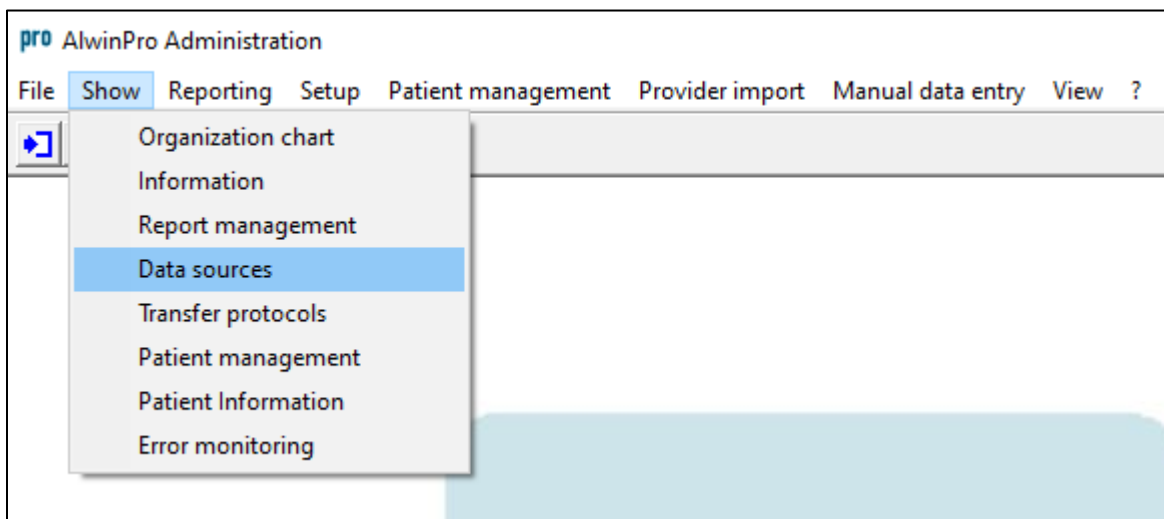 pro AlwinPro Administration
File Show Reporting Setup Patient management Provider import Manual data entry View ?
Organization chart
Information
Report management
Data sources
Transfer protocols
Patient management
Patient Information
Error monitoring